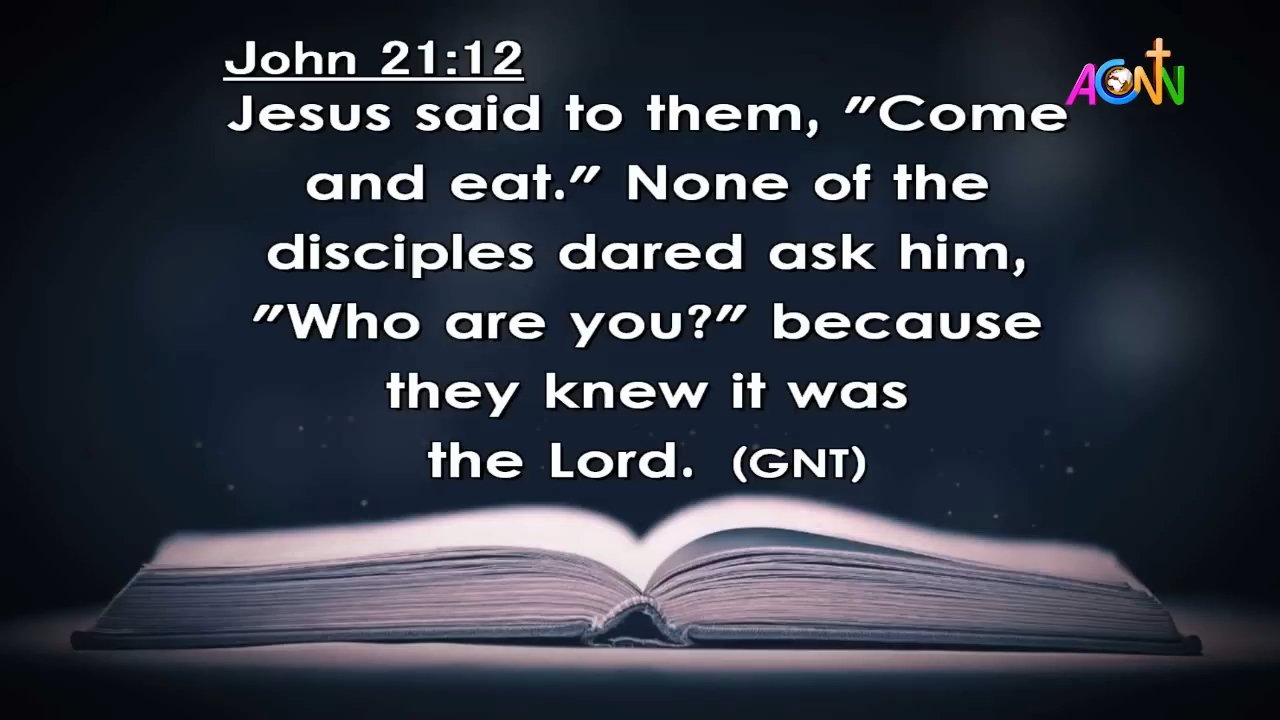 John 21:12
Jesus said to them, "Come
and eat." None of the
disciples dared ask him,
"Who are you?" because
they knew it was
the Lord. (GNT)
ACNN